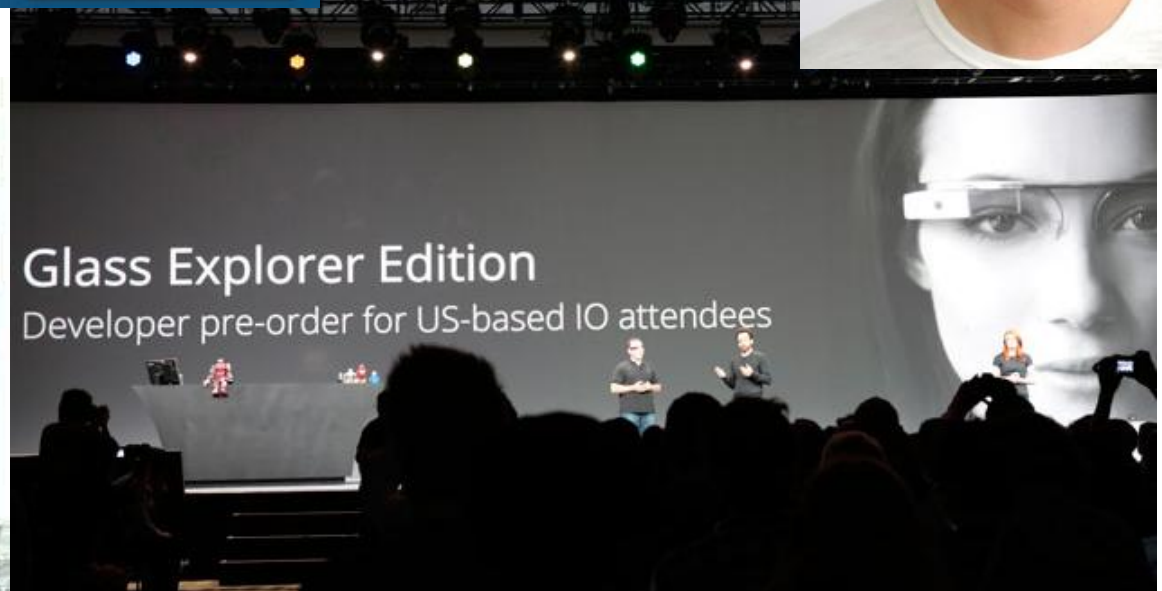 Glass Explorer Edition
Developer pre-order for US-based IO attendees